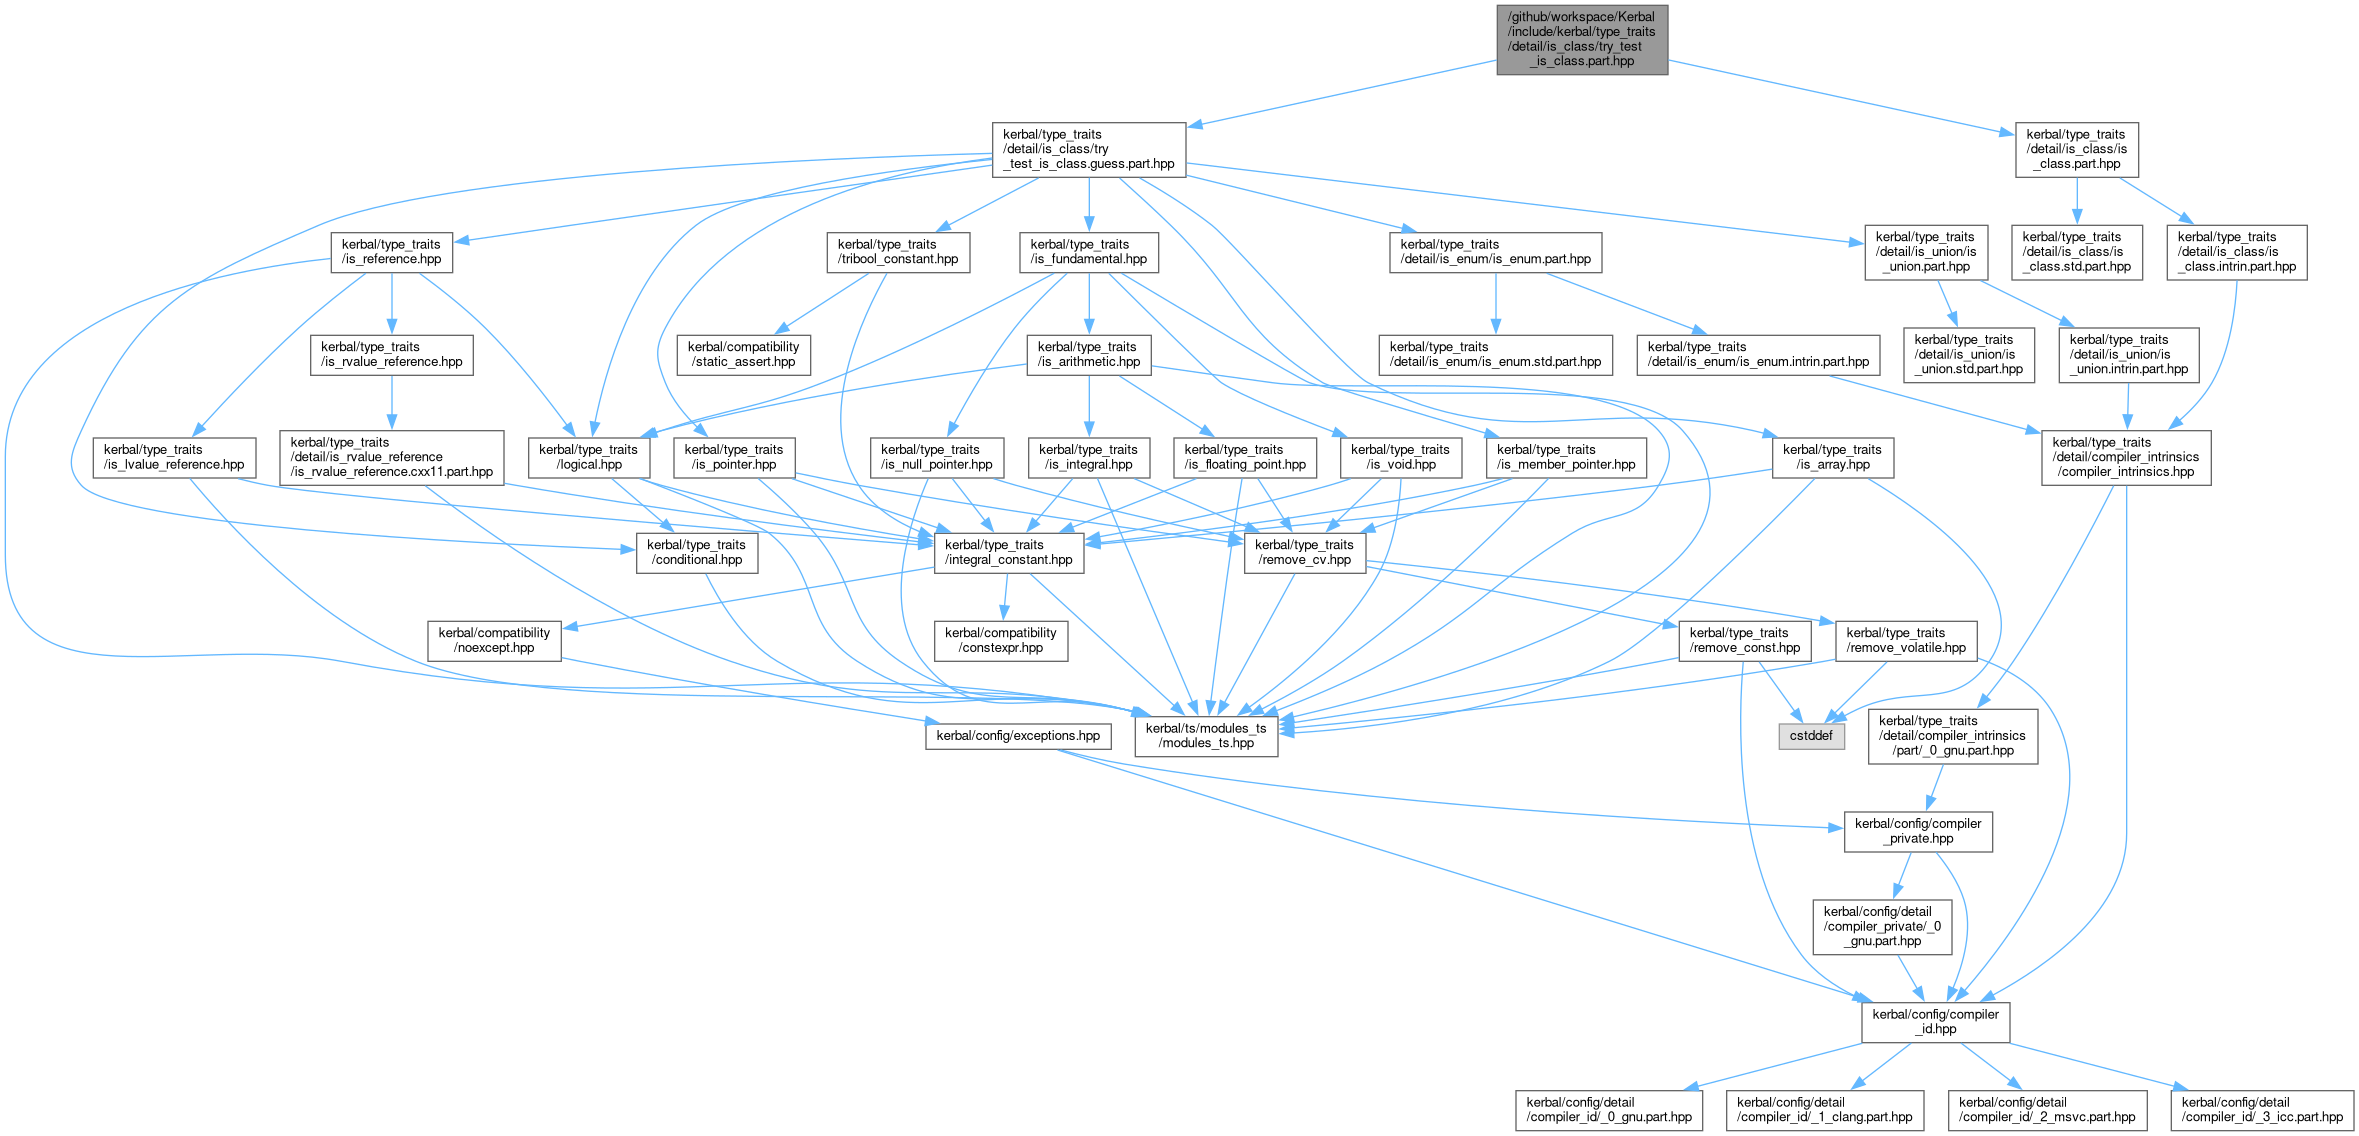 /github/workspace/Kerbal
/include/kerbal/type_traits
/detail/is_class/try_test
_is_class.part.hpp
kerbal/type_traits
/detail/is_class/try
_test_is_class.guess.part.hpp
kerbal/type_traits
/detail/is_class/is
_class.part.hpp
kerbal/type_traits
/is_reference.hpp
kerbal/type_traits
/tribool_constant.hpp
kerbal/type_traits
/is_fundamental.hpp
kerbal/type_traits
/detail/is_enum/is_enum.part.hpp
kerbal/type_traits
/detail/is_union/is
_union.part.hpp
kerbal/type_traits
/detail/is_class/is
_class.std.part.hpp
kerbal/type_traits
/detail/is_class/is
_class.intrin.part.hpp
kerbal/type_traits
/is_rvalue_reference.hpp
kerbal/compatibility
/static_assert.hpp
kerbal/type_traits
/is_arithmetic.hpp
kerbal/type_traits
/detail/is_enum/is_enum.std.part.hpp
kerbal/type_traits
/detail/is_enum/is_enum.intrin.part.hpp
kerbal/type_traits
/detail/is_union/is
_union.std.part.hpp
kerbal/type_traits
/detail/is_union/is
_union.intrin.part.hpp
kerbal/type_traits
/is_lvalue_reference.hpp
kerbal/type_traits
/detail/is_rvalue_reference
/is_rvalue_reference.cxx11.part.hpp
kerbal/type_traits
/logical.hpp
kerbal/type_traits
/is_pointer.hpp
kerbal/type_traits
/is_null_pointer.hpp
kerbal/type_traits
/is_integral.hpp
kerbal/type_traits
/is_floating_point.hpp
kerbal/type_traits
/is_void.hpp
kerbal/type_traits
/is_member_pointer.hpp
kerbal/type_traits
/is_array.hpp
kerbal/type_traits
/detail/compiler_intrinsics
/compiler_intrinsics.hpp
kerbal/type_traits
/conditional.hpp
kerbal/type_traits
/integral_constant.hpp
kerbal/type_traits
/remove_cv.hpp
kerbal/compatibility
/noexcept.hpp
kerbal/compatibility
/constexpr.hpp
kerbal/type_traits
/remove_const.hpp
kerbal/type_traits
/remove_volatile.hpp
kerbal/config/exceptions.hpp
kerbal/ts/modules_ts
/modules_ts.hpp
cstddef
kerbal/type_traits
/detail/compiler_intrinsics
/part/_0_gnu.part.hpp
kerbal/config/compiler
_private.hpp
kerbal/config/detail
/compiler_private/_0
_gnu.part.hpp
kerbal/config/compiler
_id.hpp
kerbal/config/detail
/compiler_id/_0_gnu.part.hpp
kerbal/config/detail
/compiler_id/_1_clang.part.hpp
kerbal/config/detail
/compiler_id/_2_msvc.part.hpp
kerbal/config/detail
/compiler_id/_3_icc.part.hpp